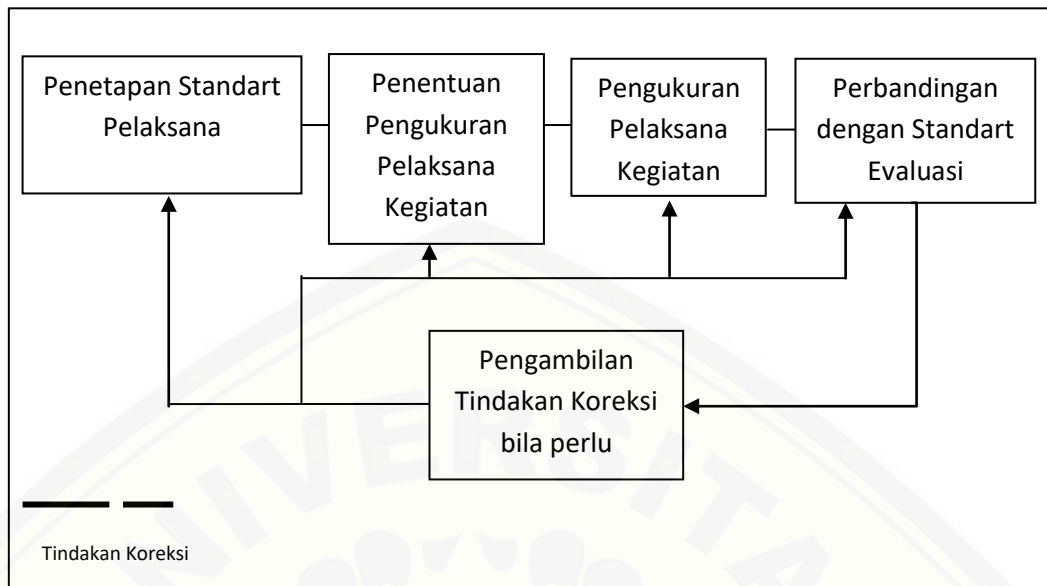 Penetapan Standart
Pelaksana
Penentuan
Pengukuran
Pelaksana
Kegiatan
Pengukuran
Pelaksana
Kegiatan
Perbandingan
dengan Standart
Evaluasi
Pengambilan
Tindakan Koreksi
bila perlu
Tindakan Koreksi
NIVERSITA